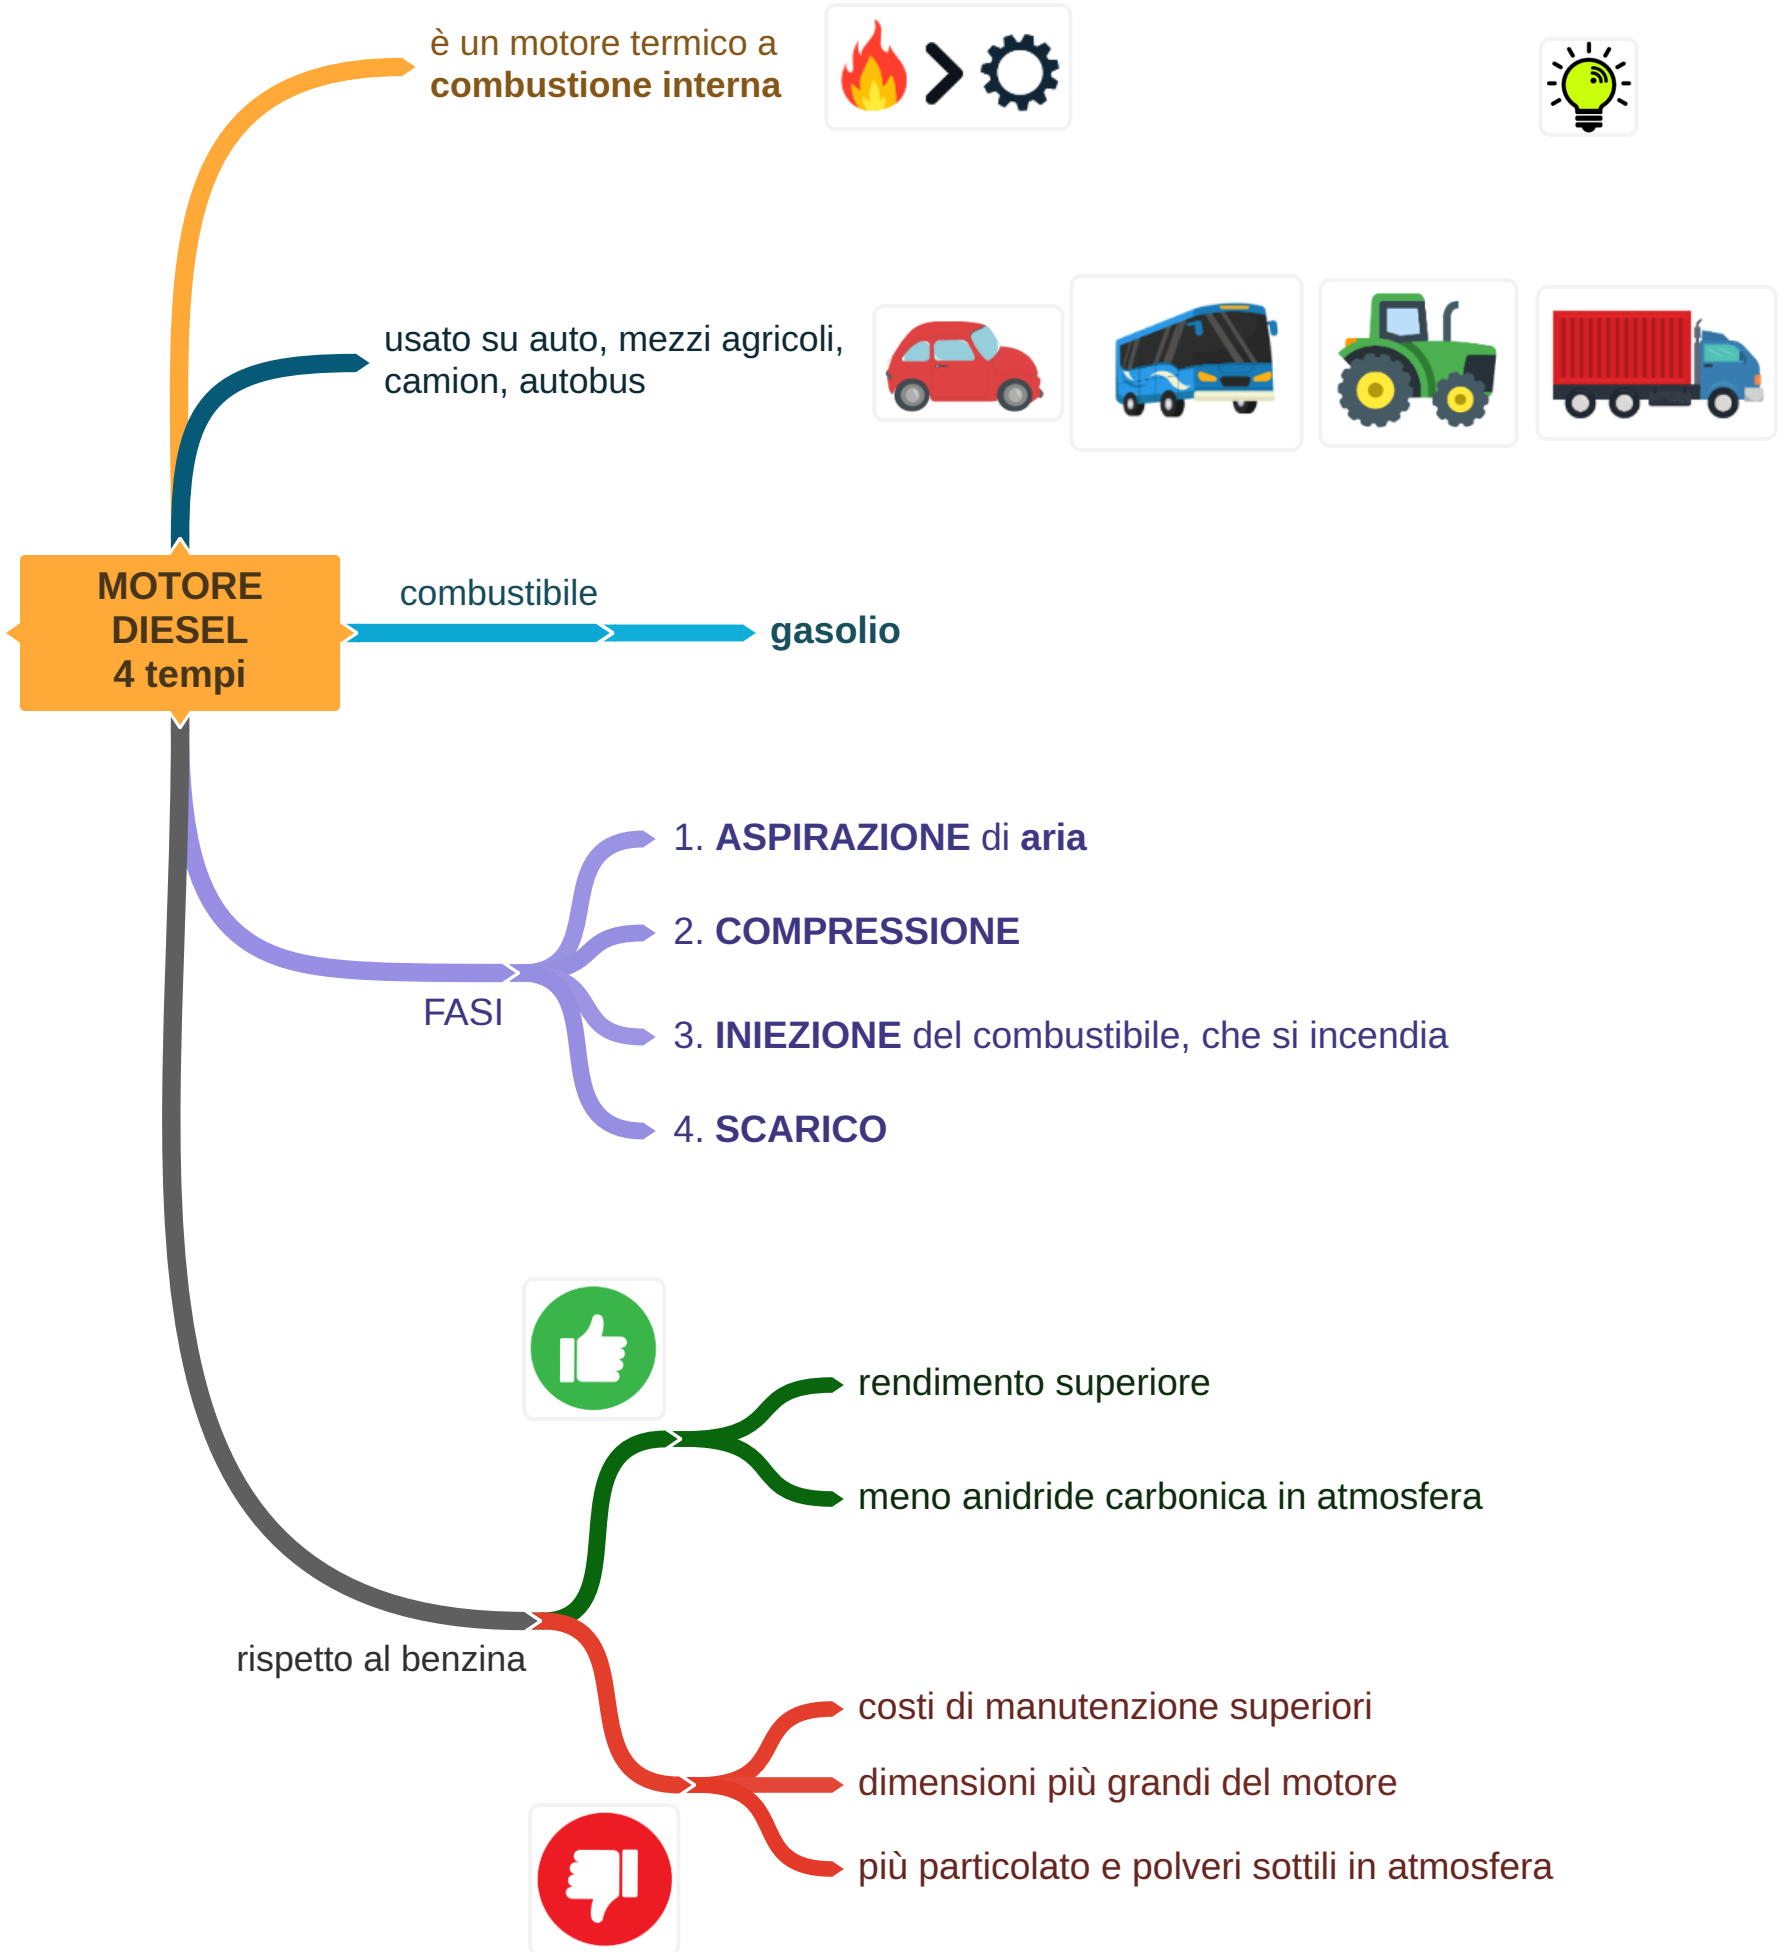 è un motore termico a
combustione interna
usato su auto, mezzi agricoli,
camion, autobus
MOTORE
DIESEL
4 tempi
combustibile
gasolio
1. ASPIRAZIONE di aria
2. COMPRESSIONE
FASI
3. INIEZIONE del combustibile, che si incendia
4. SCARICO
rendimento superiore
meno anidride carbonica in atmosfera
rispetto al benzina
costi di manutenzione superiori
dimensioni più grandi del motore
più particolato e polveri sottili in atmosfera